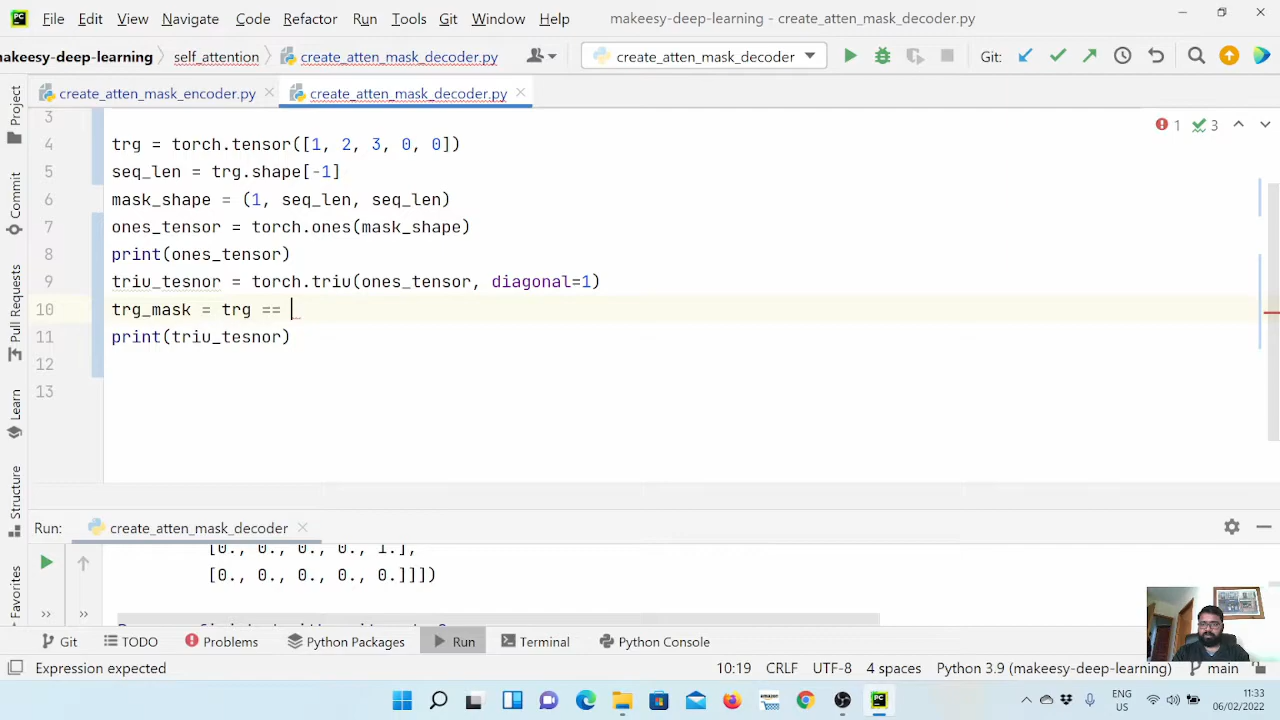 PC File Edit View Navigate Code Refactor Run Tools Git Window Help makeesy-deep-learning - create_atten_mask_decoder.py
makeesy-deep-learning self_attention create_atten_mask_decoder.py create_atten_mask_decoder Git:
create_atten_mask_encoder.py create_atten_mask_decoder.py
1 3
3
4 trg = torch.tensor([1, 2, 3, 0, 0])
5 seq_len = trg.shape[-1]
6 mask_shape = (1, seq_len, seq_len)
7 ones_tensor = torch.ones(mask_shape)
8 print(ones_tensor)
9 triu_tesnor = torch.triu(ones_tensor, diagonal=1)
10 trg_mask = trg ==
11 print(triu_tesnor)
12
13
Project
Commit
Pull Requests
Learn
Structure
Favorites
Run: create_atten_mask_decoder
[0., 0., 0., 0., 1.],
[0., 0., 0., 0., 0.]]])
Git TODO Problems Python Packages Run Terminal Python Console
Expression expected 10:19 CRLF UTF-8 4 spaces Python 3.9 (makeesy-deep-learning) main
ENG 11:33
US 06/02/2022